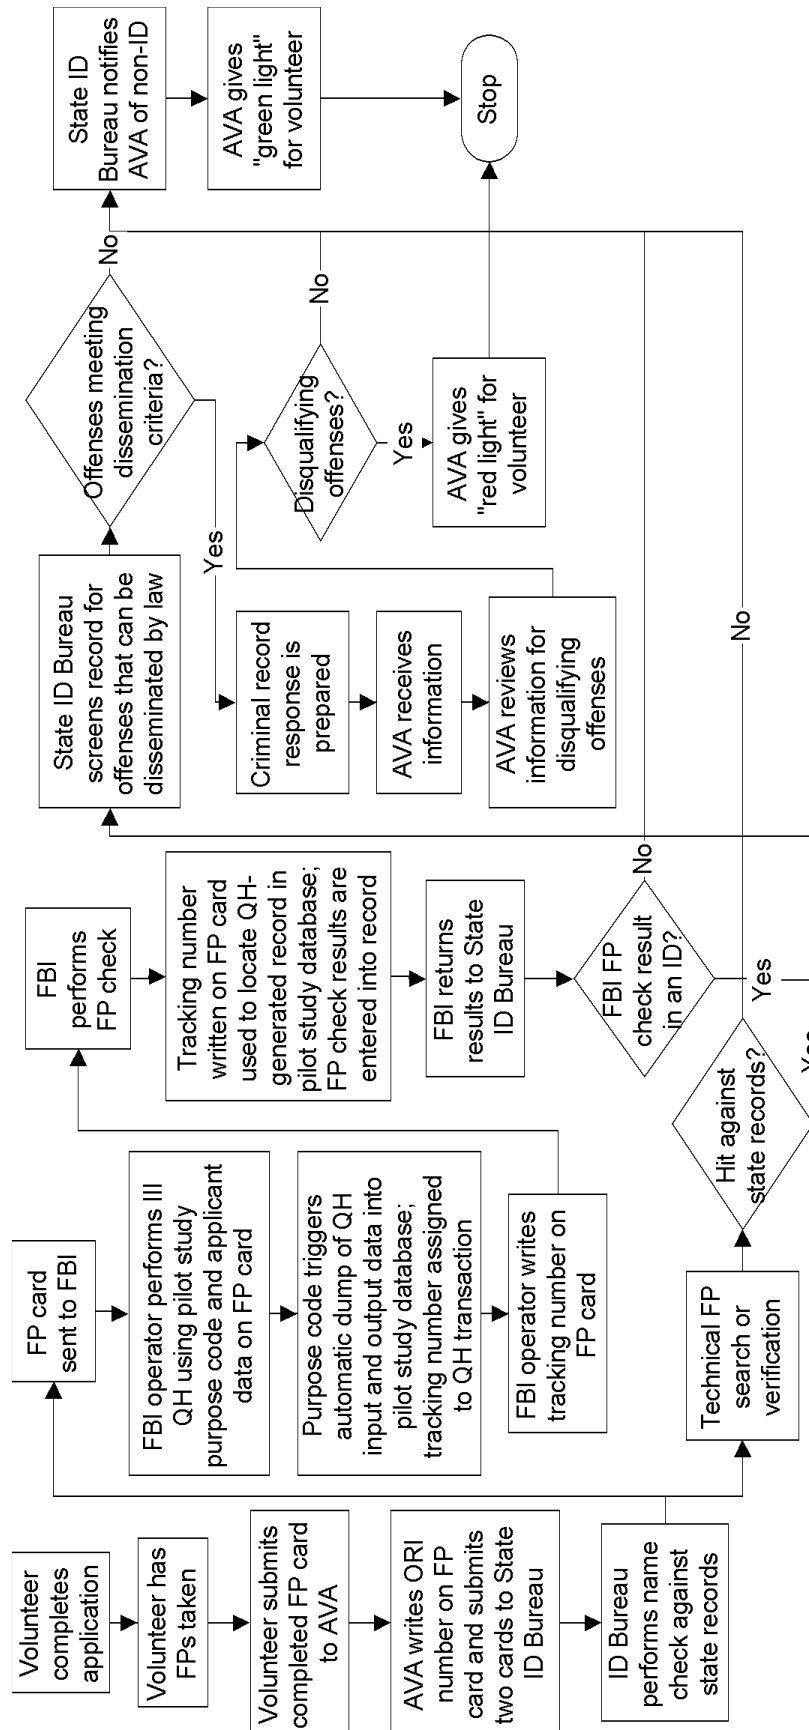 Volunteer
completes
application
Volunteer has
FPs taken
Volunteer submits
completed FP card
to AVA
AVA writes ORI
number on FP
card and submits
two cards to State
ID Bureau
ID Bureau
performs name
check against
state records
FP card
sent to FBI
FBI operator performs III
QH using pilot study
purpose code and applicant
data on FP card
Purpose code triggers
automatic dump of QH
input and output data into
pilot study database;
tracking number assigned
to QH transaction
FBI operator writes
tracking number on
FP card
Technical FP
search or
verification
Hit against
state records?
No
Yes
FBI
performs
FP check
Tracking number
written on FP card
used to locate QH-
generated record in
pilot study database;
FP check results are
entered into record
FBI returns
results to State
ID Bureau
FBI FP
check result
in an ID?
No
Yes
State ID Bureau
screens record for
offenses that can be
disseminated by law
Offenses meeting
dissemination
criteria?
No
Yes
Criminal record
response is
prepared
AVA receives
information
AVA reviews
information for
disqualifying
offenses
Disqualifying
offenses?
No
Yes
AVA gives
"red light" for
volunteer
State ID
Bureau notifies
AVA of non-ID
AVA gives
"green light"
for volunteer
Stop